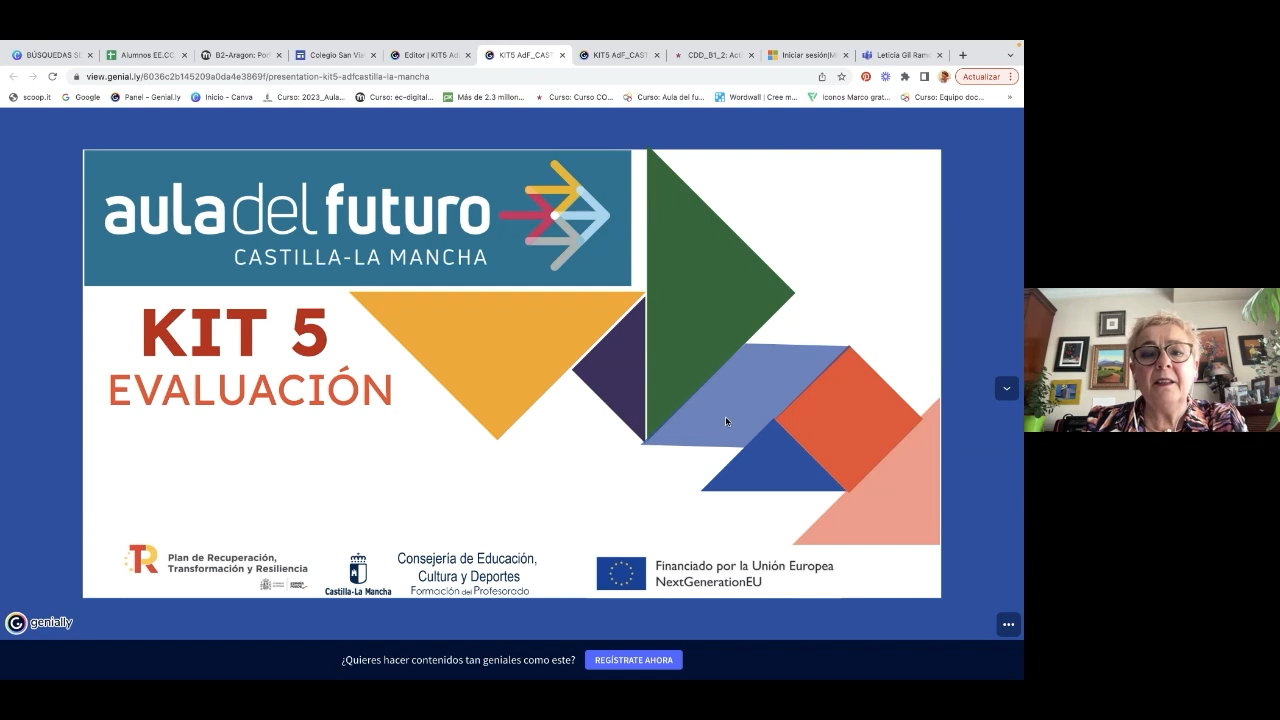 BÚSQUEDAS SI
Alumnos EE.CC
B2-Aragon: Por
Colegio San Via
Editor | KIT5 Ad
KIT5 AdF_CAST
KIT5 AdF_CAST
CDD_B1_2: Act
Iniciar sesión|M
Leticia Gil Ram
view.genial.ly/6036c2b145209a0da4e3869f/presentation-kit5-adfcastilla-la-mancha
Actualizar
scoop.it
Google
Panel - Genial.ly
Inicio - Canva
Curso: 2023_Aula...
Curso: ec-digital...
Más de 2.3 millon...
Curso: Curso CO...
Curso: Aula del fu...
Wordwall | Cree m...
Iconos Marco grat...
Curso: Equipo doc...
»
auladelfuturo
CASTILLA-LA MANCHA
KIT 5
EVALUACIÓN
Plan de Recuperación,
Transformación y Resiliencia
Castilla-La Mancha
Consejería de Educación,
Cultura y Deportes
Formación del Profesorado
Financiado por la Unión Europea
NextGenerationEU
genially
¿Quieres hacer contenidos tan geniales como este?
REGÍSTRATE AHORA